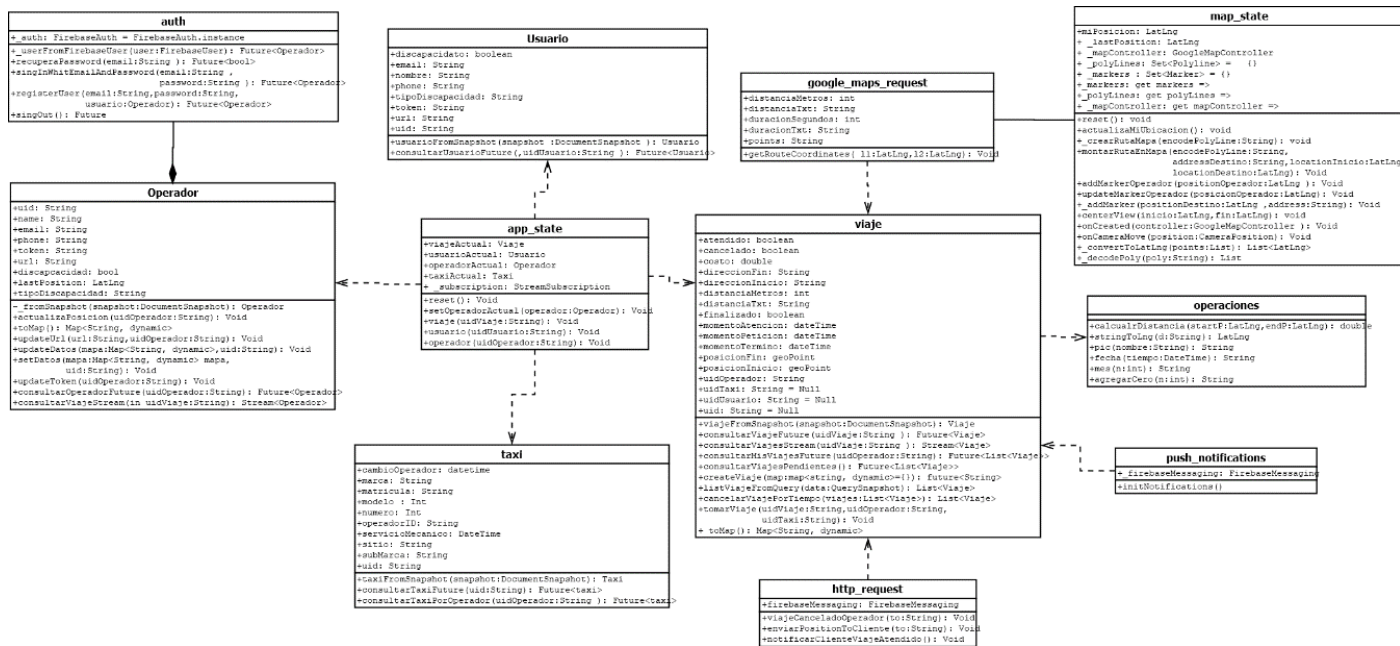 auth
+_auth: FirebaseAuth = FirebaseAuth.instance
+_userFromFirebaseUser(user:FirebaseUser): Future<Operador>
+recuperaPassword(email:String ): Future<bool>
+singInWhitEmailAndPassword(email:String ,
password:String ): Future<Operador>
+registerUser(email:String,password:String,
usuario:Operador): Future<Operador>
+singOut(): Future
Operador
+uid: String
+name: String
+email: String
+phone: String
+token: String
+url: String
+discapcacidad: bool
+lastPosition: LatLng
+tipoDiscapacidad: String
-_fromSnapshot(snapshot:DocumentSnapshot): Operador
+actualizaPosicion(uidOperador:String): Void
+toMap(): Map<String, dynamic>
+updateUrl(url:String,uidOperador:String): Void
+updateDatos(mapa:Map<String, dynamic>,uid:String): Void
+setDatos(mapa:Map<String, dynamic> mapa,
uid:String): Void
+updateToken(uidOperador:String): Void
+consultarOperadorFuture(uidOperador:String): Future<Operador>
+consultarViajeStream(in uidViaje:String): Stream<Operador>
Usuario
+discapacidato: boolean
+email: String
+nombre: String
+phone: String
+tipoDiscapacidad: String
+token: String
+url: String
+uid: String
+usuarioFromSnapshot(snapshot :DocumentSnapshot ): Usuario
+consultarUsuarioFuture(,uidUsuario:String ): Future<Usuario>
app_state
+viajeActual: Viaje
+usuarioActual: Usuario
+operadorActual: Operador
+taxiActual: Taxi
+ _subscription: StreamSubscription
+reset(): Void
+setOperadorActual(operador:Operador): Void
+viaje(uidViaje:String): Void
+usuario(uidUsuario:String): Void
+operador(uidOperador:String): Void
taxi
+cambioOperador: datetime
+marca: String
+matricula: String
+modelo : Int
+numero: Int
+operadorID: String
+servicioMecanico: DateTime
+sitio: String
+subMarca: String
+uid: String
+taxiFromSnapshot(snapshot:DocumentSnapshot): Taxi
+consultarTaxiFuture(uid:String): Future<taxi>
+consultarTaxiPorOperador(uidOperador:String ): Future<taxi>
google_maps_request
+distanciaMetros: int
+distanciaTxt: String
+duracionSegundos: int
+duracionTxt: String
+points: String
+getRouteCoordinates( l1:LatLng,l2:LatLng): Void
viaje
+atendido: boolean
+cancelado: boolean
+costo: double
+direccionFin: String
+direccionInicio: String
+distanciaMetros: int
+distanciaTxt: String
+finalizado: boolean
+momentoAtencion: dateTime
+momentoPeticion: dateTime
+momentoTermino: dateTime
+posicionFin: geoPoint
+posicionInicio: geoPoint
+uidOperador: String
+uidTaxi: String = Null
+uidUsuario: String = Null
+uid: String = Null
+viajeFromSnapshot(snapshot:DocumentSnapshot): Viaje
+consultarViajeFuture(uidViaje:String ): Future<Viaje>
+consultarViajesStream(uidViaje:String ): Stream<Viaje>
+consultarMisViajesFuture(uidOperador:String): Future<List<Viaje>>
+consultarViajesPendientes(): Future<List<Viaje>>
+createViaje(map:map<string, dynamic>={}): future<String>
+listViajeFromQuery(data:QuerySnapshot): List<Viaje>
+cancelarViajePorTiempo(viajes:List<Viaje>): List<Viaje>
+tomarViaje(uidViaje:String,uidOperador:String,
uidTaxi:String): Void
+ toMap(): Map<String, dynamic>
http_request
+firebaseMessaging: FirebaseMessaging
+viajeCanceladoOperador(to:String): Void
+enviarPositionToCliente(to:String): Void
+notificarClienteViajeAtendido(): Void
map_state
+miPosicion: LatLng
+ _lastPosition: LatLng
+ _mapController: GoogleMapController
+ _polyLines: Set<Polyline> = {}
+ _markers : Set<Marker> = {}
+_markers: get markers =>
+_polyLines: get polyLines =>
+_mapController: get mapController =>
+reset(): void
+actualizaMiUbicacion(): void
+_crearRutaMapa(encodePolyLine:String): void
+montarRutaEnMapa(encodePolyLine:String,
addressDestino:String,locationInicio:LatLng
locationDestino:LatLng): Void
+addMarkerOperador(positionOperador:LatLng ): Void
+updateMarkerOperador(posicionOperador:LatLng): Void
+_addMarker(positionDestino:LatLng ,address:String): Void
+centerView(inicio:LatLng,fin:LatLng): void
+onCreated(controller:GoogleMapController ): Void
+onCameraMove(position:CameraPosition): Void
+_convertToLatLng(points:List): List<LatLng>
+_decodePoly(poly:String): List
operaciones
+calcualrDistancia(startP:LatLng,endP:LatLng): double
+stringToLng(d:String): LatLng
+pic(nombre:String): String
+fecha(tiempo:DateTime): String
+mes(n:int): String
+agregarCero(n:int): String
push_notifications
+_firebaseMessaging: FirebaseMessaging
+initNotifications()